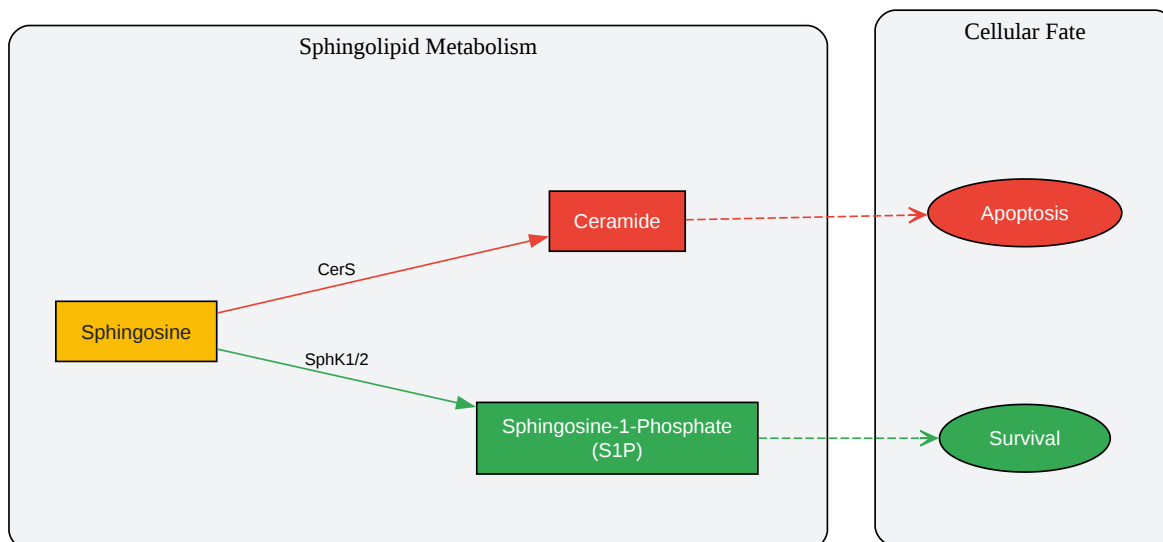 Sphingolipid Metabolism
Cellular Fate
Ceramide
Apoptosis
CerS
Sphingosine
SphK1/2
Sphingosine-1-Phosphate
(S1P)
Survival